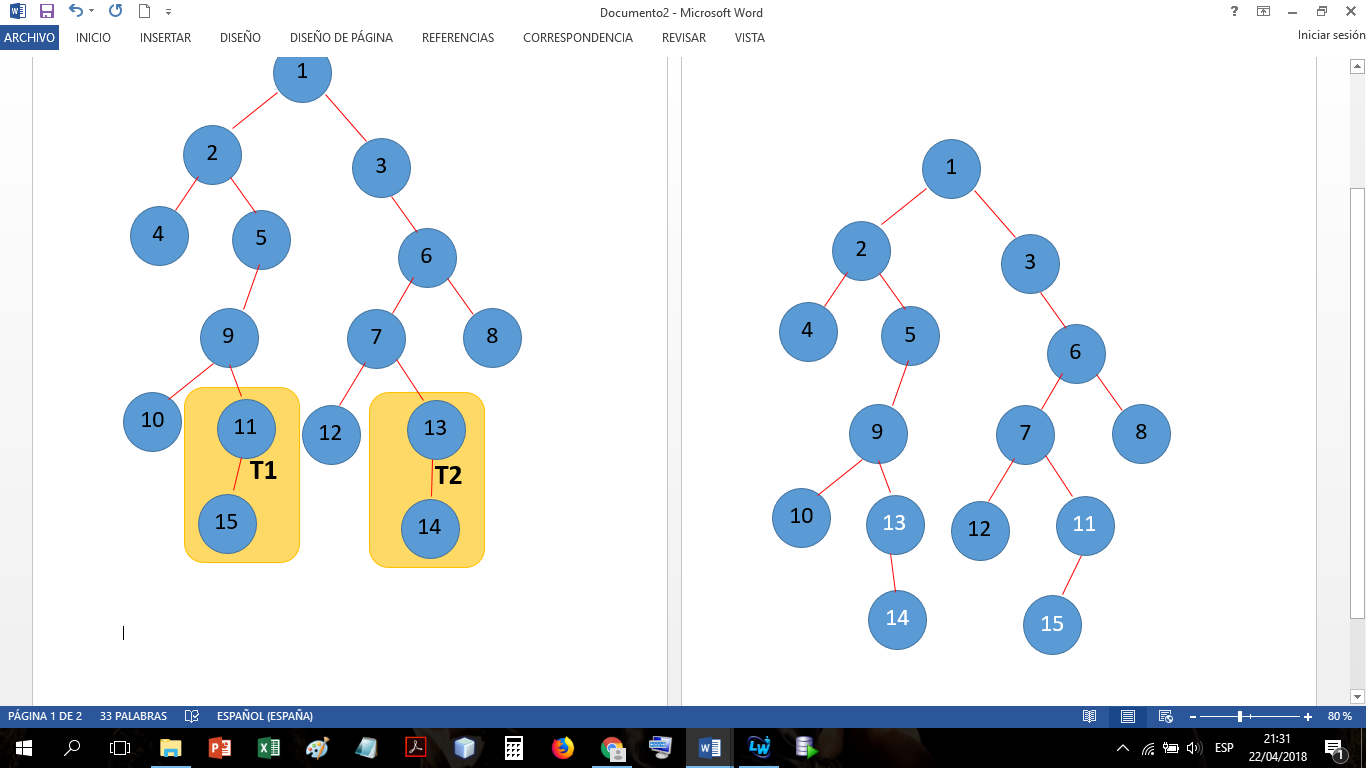 Documento2 - Microsoft Word
ARCHIVO INICIO INSERTAR DISEÑO DISEÑO DE PÁGINA REFERENCIAS CORRESPONDENCIA REVISAR VISTA Iniciar sesión
1
2 3
4 5 6
9 7 8
10 11 12 13
T1 T2
15 14
1
2 3
4 5 6
9 7 8
10 13 12 11
14 15
PÁGINA 1 DE 2 33 PALABRAS ESPAÑOL (ESPAÑA) 80 %
ESP 21:31
22/04/2018 1